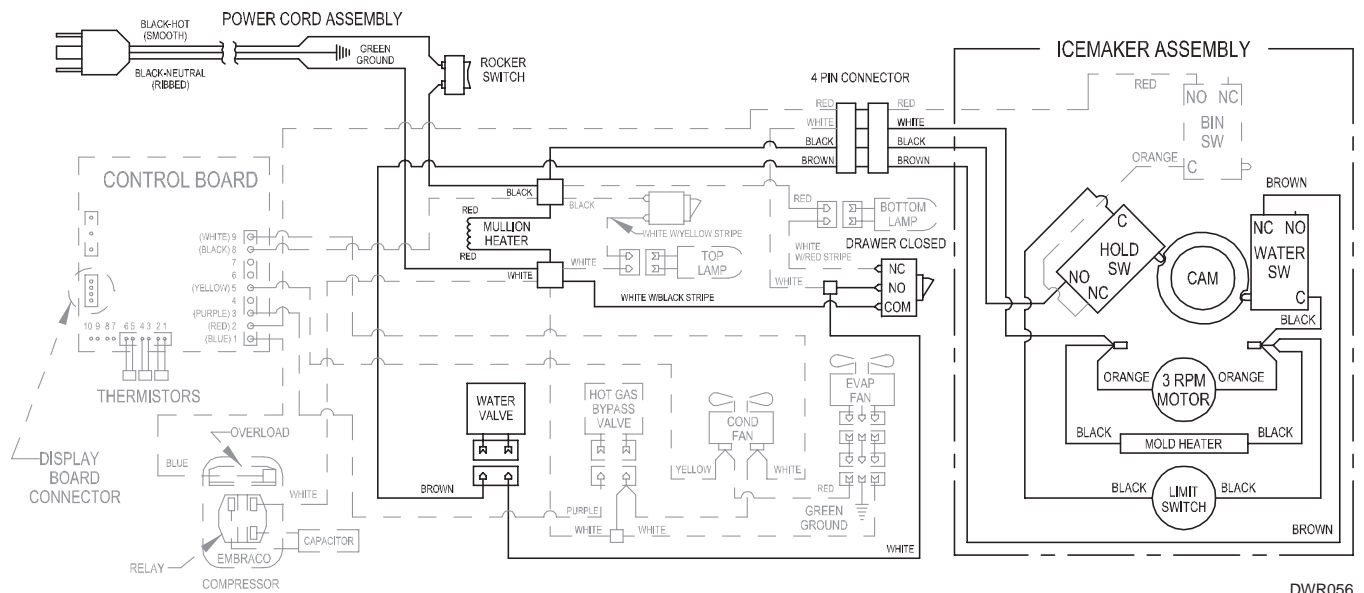 POWER CORD ASSEMBLY
BLACK-HOT
(SMOOTH)
GREEN
GROUND
BLACK-NEUTRAL
(RIBBED)
ROCKER
SWITCH
4 PIN CONNECTOR
RED
WHITE
BLACK
BROWN
RED
WHITE
BLACK
BROWN
ICEMAKER ASSEMBLY
RED
NO NC
BIN
SW
C
ORANGE
BROWN
C
HOLD
SW
NO
NC
CAM
NC NO
WATER
SW
C
BLACK
ORANGE
3 RPM
MOTOR
ORANGE
BLACK
MOLD HEATER
BLACK
BLACK
LIMIT
SWITCH
BLACK
BROWN
CONTROL BOARD
(WHITE) 9
(BLACK) 8
7
6
(YELLOW) 5
4
(PURPLE) 3
(RED) 2
(BLUE) 1
10 9 8 7 6 5 4 3 2 1
THERMISTORS
BLACK
RED
MULLION
HEATER
RED
WHITE
BLACK
WHITE W/YELLOW STRIPE
WHITE
TOP
LAMP
RED
BOTTOM
LAMP
WHITE
W/RED STRIPE
DRAWER CLOSED
NC
NO
COM
WHITE
WHITE W/BLACK STRIPE
WATER
VALVE
BROWN
HOT GAS
BYPASS
VALVE
PURPLE
WHITE
WHITE
COND
FAN
YELLOW
WHITE
EVAP
FAN
RED
GREEN
GROUND
WHITE
DISPLAY
BOARD
CONNECTOR
OVERLOAD
BLUE
WHITE
CAPACITOR
RELAY
EMBRACO
COMPRESSOR
DWR056